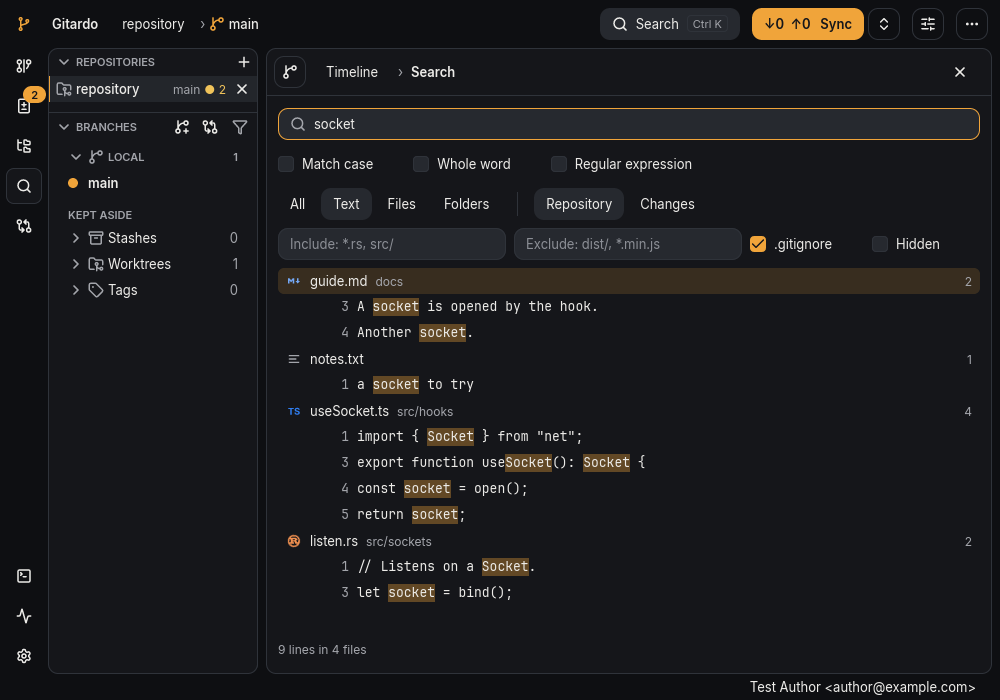 Gitardo repository › main Search Ctrl K ↓0 ↑0 Sync
REPOSITORIES
repository main 2
2
BRANCHES
LOCAL 1
main
KEPT ASIDE
Stashes 0
Worktrees 1
Tags 0
Timeline › Search
socket
Match case Whole word Regular expression
All Text Files Folders Repository Changes
Include: *.rs, src/ Exclude: dist/, *.min.js .gitignore Hidden
guide.md docs 2
3 A socket is opened by the hook.
4 Another socket.
notes.txt 1
1 a socket to try
TS useSocket.ts src/hooks 4
1 import { Socket } from "net";
3 export function useSocket(): Socket {
4 const socket = open();
5 return socket;
listen.rs src/sockets 2
1 // Listens on a Socket.
3 let socket = bind();
9 lines in 4 files
Test Author <author@example.com>